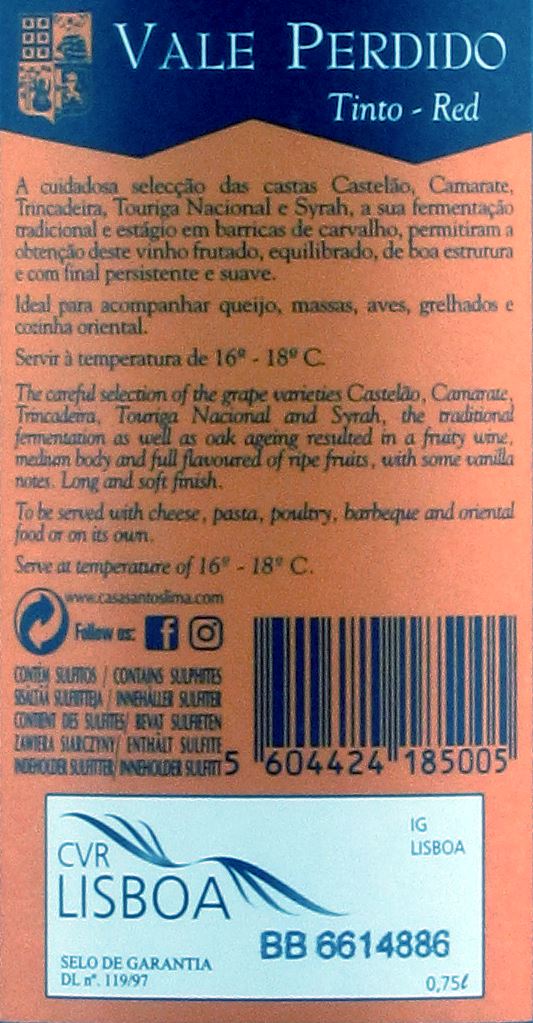 VALE PERDIDO
Tinto - Red
A cuidadosa selecção das castas Castelão, Camarate,
Trincadeira, Touriga Nacional e Syrah, a sua fermentação
tradicional e estágio em barricas de carvalho, permitiram a
obtenção deste vinho frutado, equilibrado, de boa estrutura
e com final persistente e suave.
Ideal para acompanhar queijo, massas, aves, grelhados e
cozinha oriental.
Servir à temperatura de 16º - 18º C.
The careful selection of the grape varieties Castelão, Camarate,
Trincadeira, Touriga Nacional and Syrah, the traditional
fermentation as well as oak ageing resulted in a fruity wine,
medium body and full flavoured of ripe fruits, with some vanilla
notes. Long and soft finish.
To be served with cheese, pasta, poultry, barbeque and oriental
food or on its own.
Serve at temperature of 16º - 18º C.
www.casasantoslima.com
Follow us:
CONTÉM SULFITOS / CONTAINS SULPHITES
SISÄLTÄÄ SULFIITTEJA / INNEHÅLLER SULFITER
CONTIENT DES SULFITES/ BEVAT SULFIETEN
ZAWIERA SIARCZYNY/ ENTHÄLT SULFITE
INDEHOLDER SULFITTER/ INNEHOLDER SULFITT
5 604424 185005
CVR
LISBOA
IG
LISBOA
BB 6614886
SELO DE GARANTIA
DL nº. 119/97
0,75ℓ